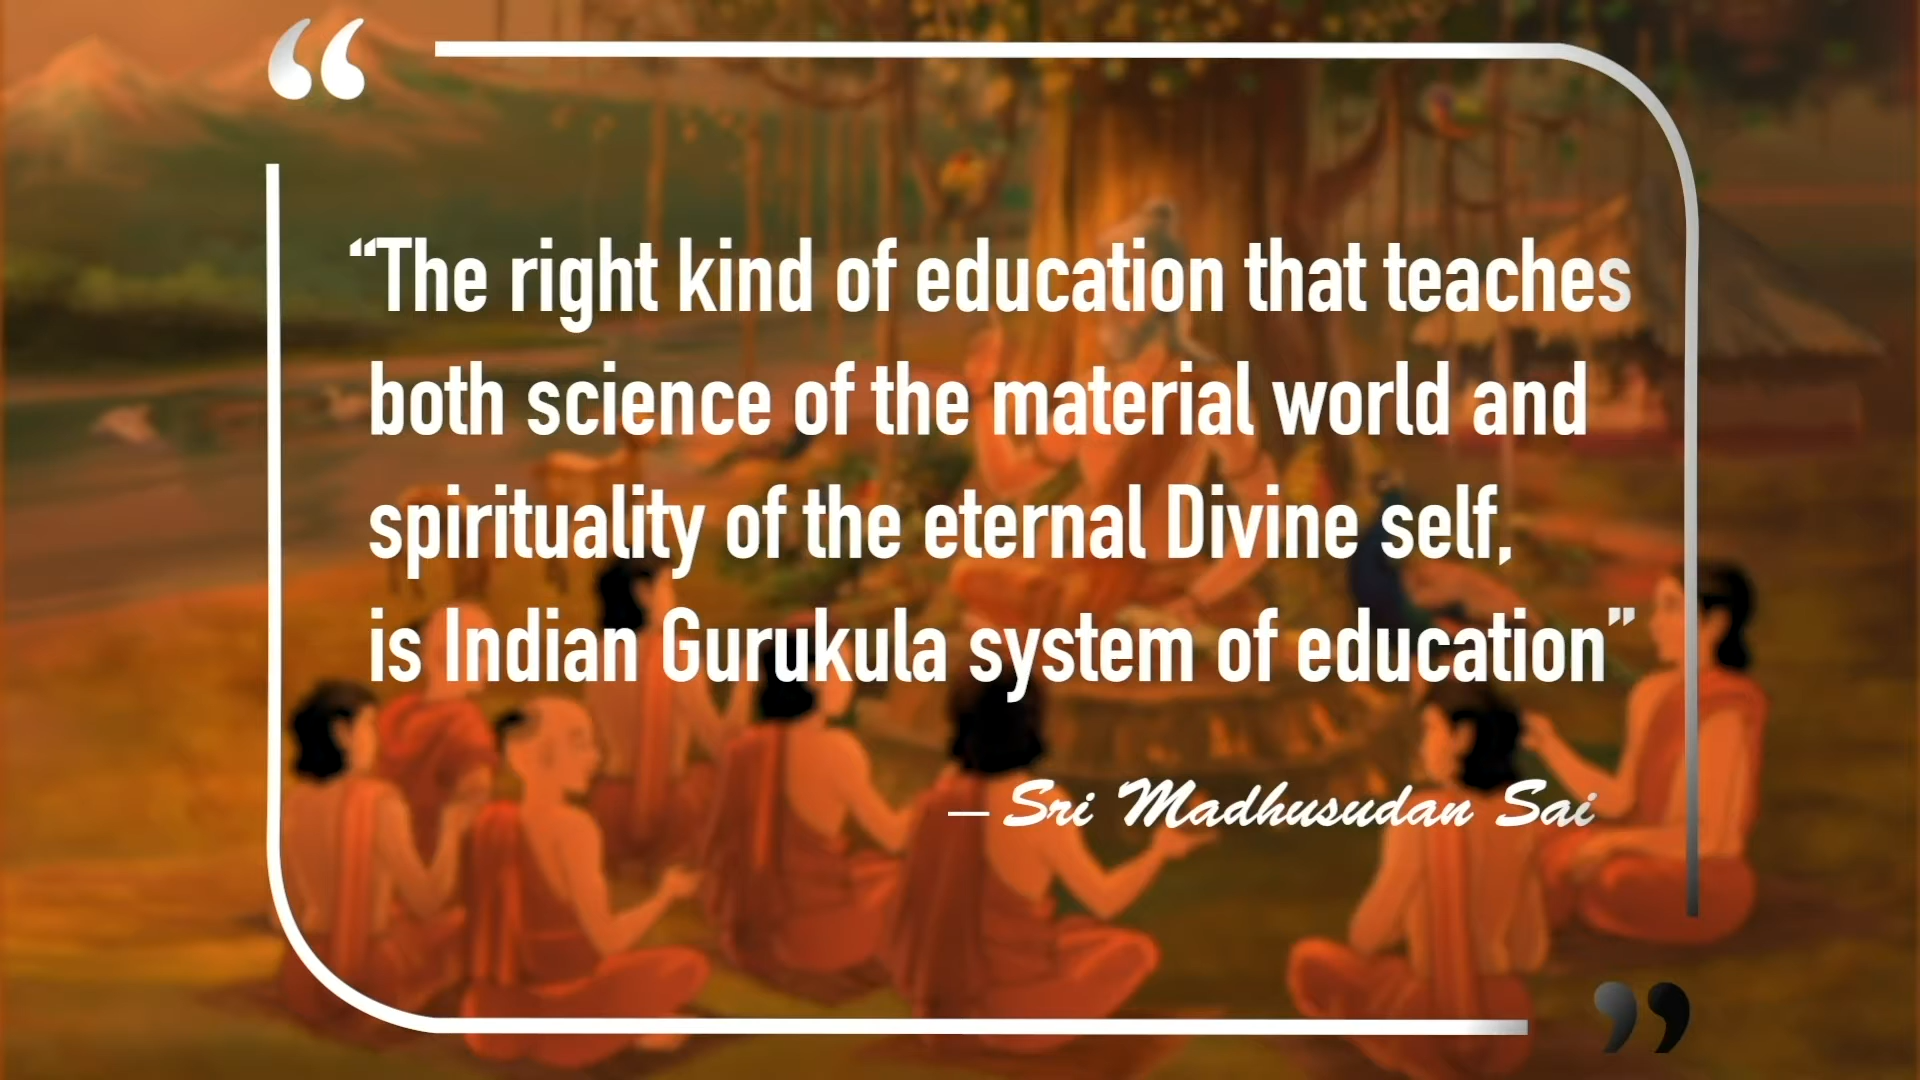 “The right kind of education that teaches
both science of the material world and
spirituality of the eternal Divine self,
is Indian Gurukula system of education”
— Sri Madhusudan Sai